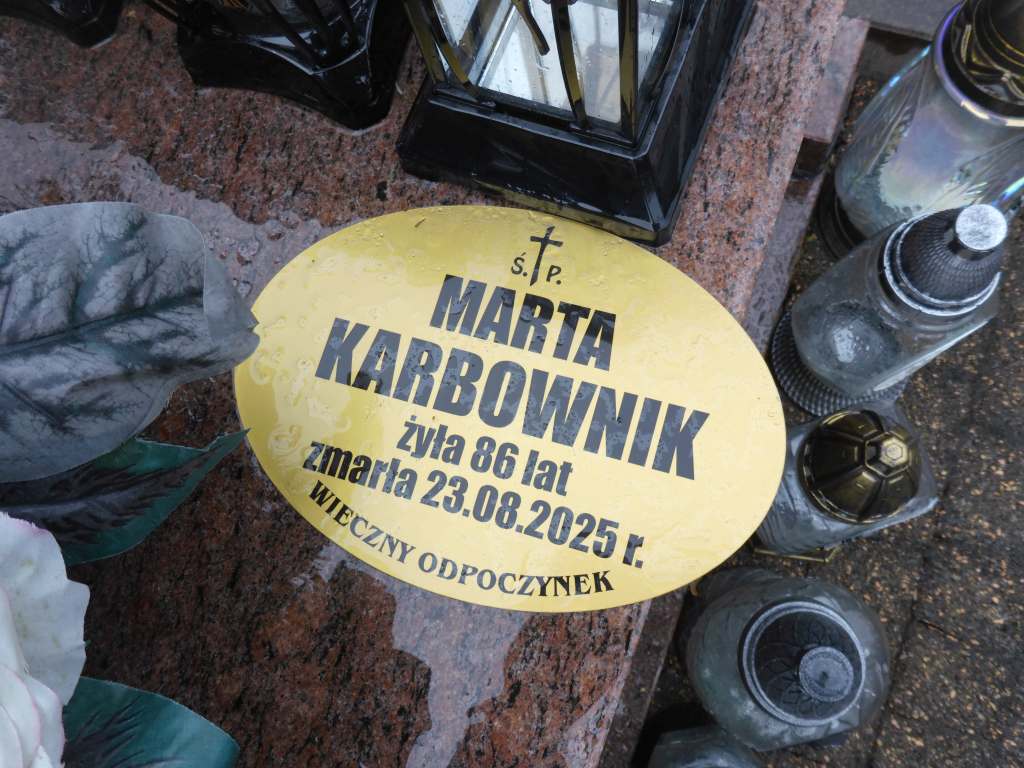 Ś. P.
MARTA
KARBOWNIK
żyła 86 lat
zmarła 23.08.2025 r.
WIECZNY ODPOCZYNEK